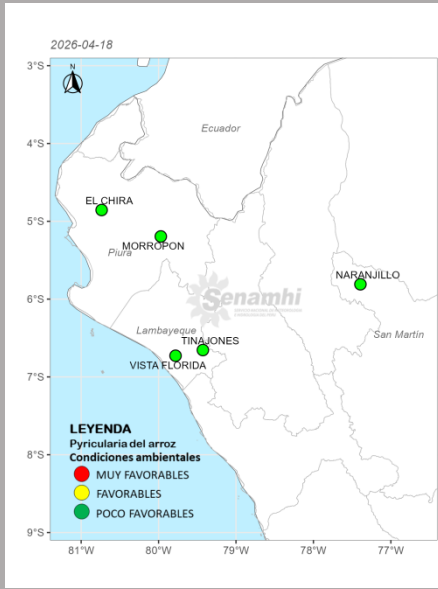 2026-04-18
3°S
N
4°S
Ecuador
EL CHIRA
5°S
MORROPON
Piura
NARANJILLO
6°S
Senamhi
Lambayeque
San Martín
TINAJONES
VISTA FLORIDA
7°S
LEYENDA
Pyricularia del arroz
Condiciones ambientales
8°S
MUY FAVORABLES
FAVORABLES
POCO FAVORABLES
9°S
81°W 80°W 79°W 78°W 77°W